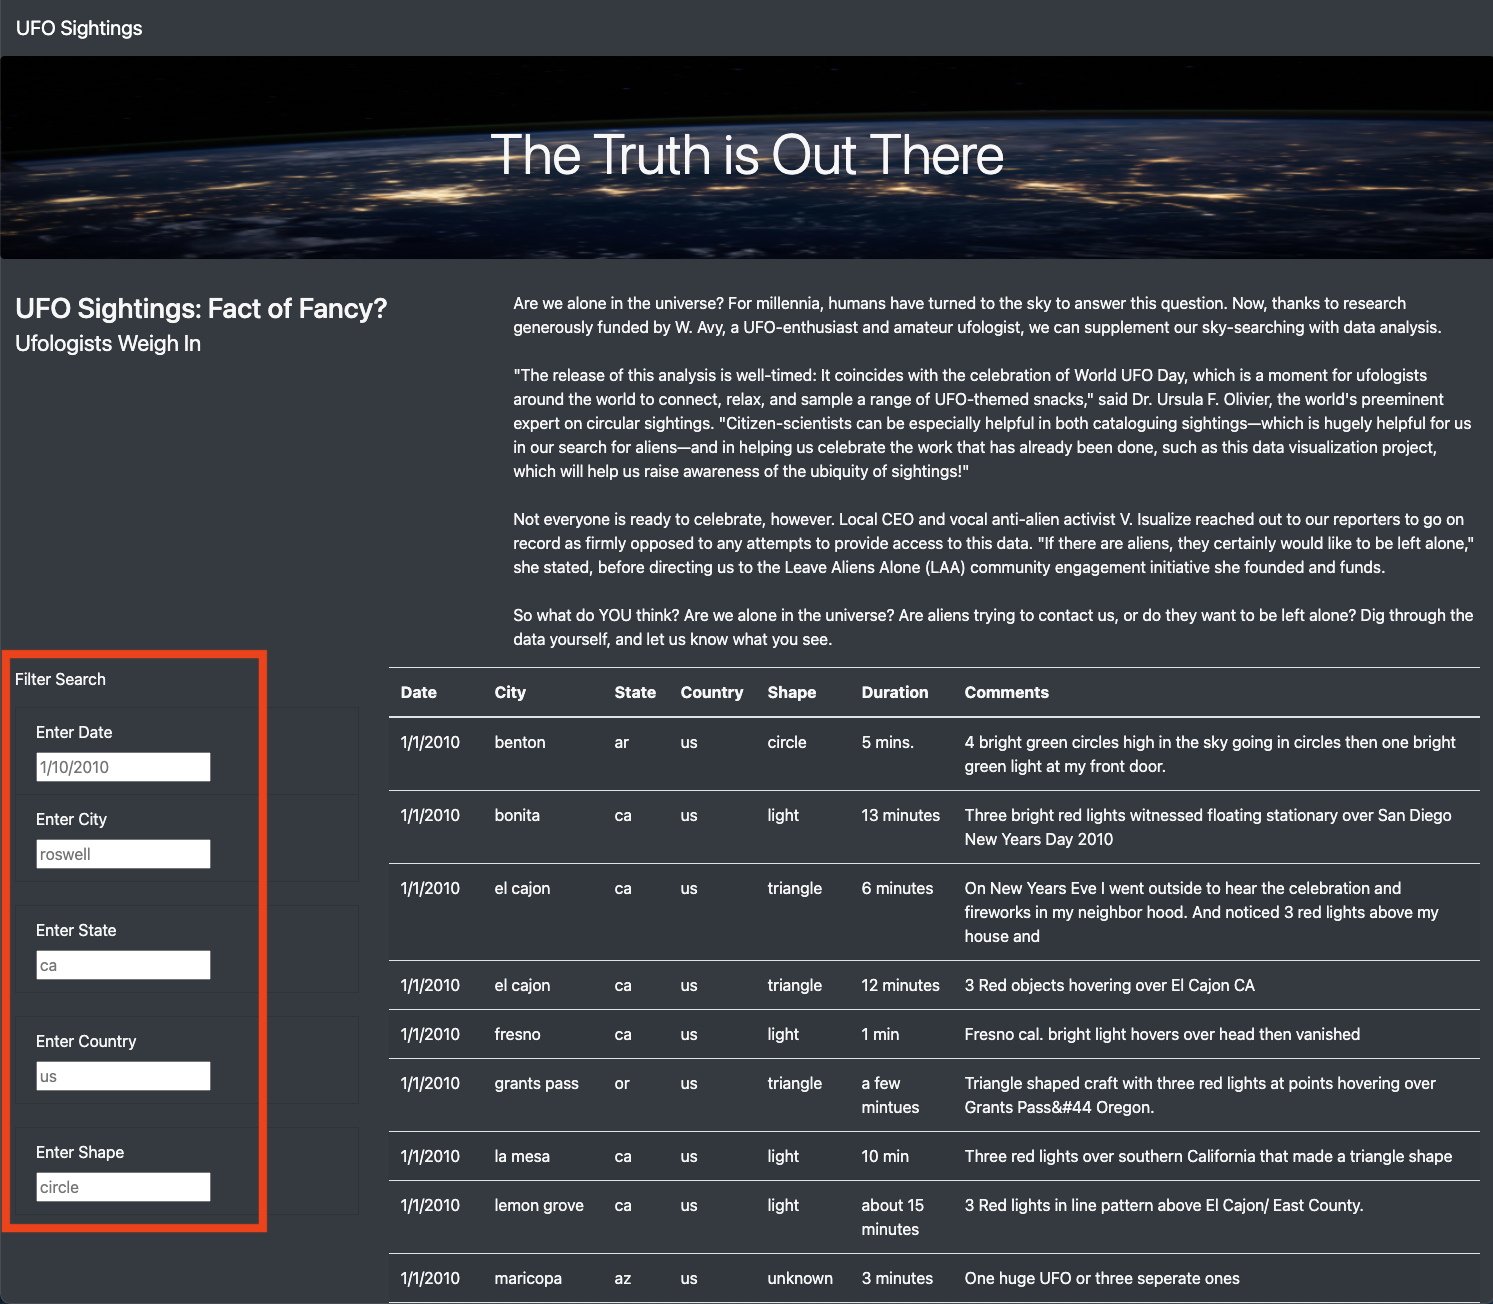 UFO Sightings
The Truth is Out There
UFO Sightings: Fact of Fancy?
Ufologists Weigh In
Are we alone in the universe? For millennia, humans have turned to the sky to answer this question. Now, thanks to research
generously funded by W. Avy, a UFO-enthusiast and amateur ufologist, we can supplement our sky-searching with data analysis.
"The release of this analysis is well-timed: It coincides with the celebration of World UFO Day, which is a moment for ufologists
around the world to connect, relax, and sample a range of UFO-themed snacks," said Dr. Ursula F. Olivier, the world's preeminent
expert on circular sightings. "Citizen-scientists can be especially helpful in both cataloguing sightings—which is hugely helpful for us
in our search for aliens—and in helping us celebrate the work that has already been done, such as this data visualization project,
which will help us raise awareness of the ubiquity of sightings!"
Not everyone is ready to celebrate, however. Local CEO and vocal anti-alien activist V. Isualize reached out to our reporters to go on
record as firmly opposed to any attempts to provide access to this data. "If there are aliens, they certainly would like to be left alone,"
she stated, before directing us to the Leave Aliens Alone (LAA) community engagement initiative she founded and funds.
So what do YOU think? Are we alone in the universe? Are aliens trying to contact us, or do they want to be left alone? Dig through the
data yourself, and let us know what you see.
Filter Search
Enter Date
1/10/2010
Enter City
roswell
Enter State
ca
Enter Country
us
Enter Shape
circle
Date City State Country Shape Duration Comments
1/1/2010 benton ar us circle 5 mins. 4 bright green circles high in the sky going in circles then one bright
green light at my front door.
1/1/2010 bonita ca us light 13 minutes Three bright red lights witnessed floating stationary over San Diego
New Years Day 2010
1/1/2010 el cajon ca us triangle 6 minutes On New Years Eve I went outside to hear the celebration and
fireworks in my neighbor hood. And noticed 3 red lights above my
house and
1/1/2010 el cajon ca us triangle 12 minutes 3 Red objects hovering over El Cajon CA
1/1/2010 fresno ca us light 1 min Fresno cal. bright light hovers over head then vanished
1/1/2010 grants pass or us triangle a few Triangle shaped craft with three red lights at points hovering over
mintues Grants Pass&#44 Oregon.
1/1/2010 la mesa ca us light 10 min Three red lights over southern California that made a triangle shape
1/1/2010 lemon grove ca us light about 15 3 Red lights in line pattern above El Cajon/ East County.
minutes
1/1/2010 maricopa az us unknown 3 minutes One huge UFO or three seperate ones